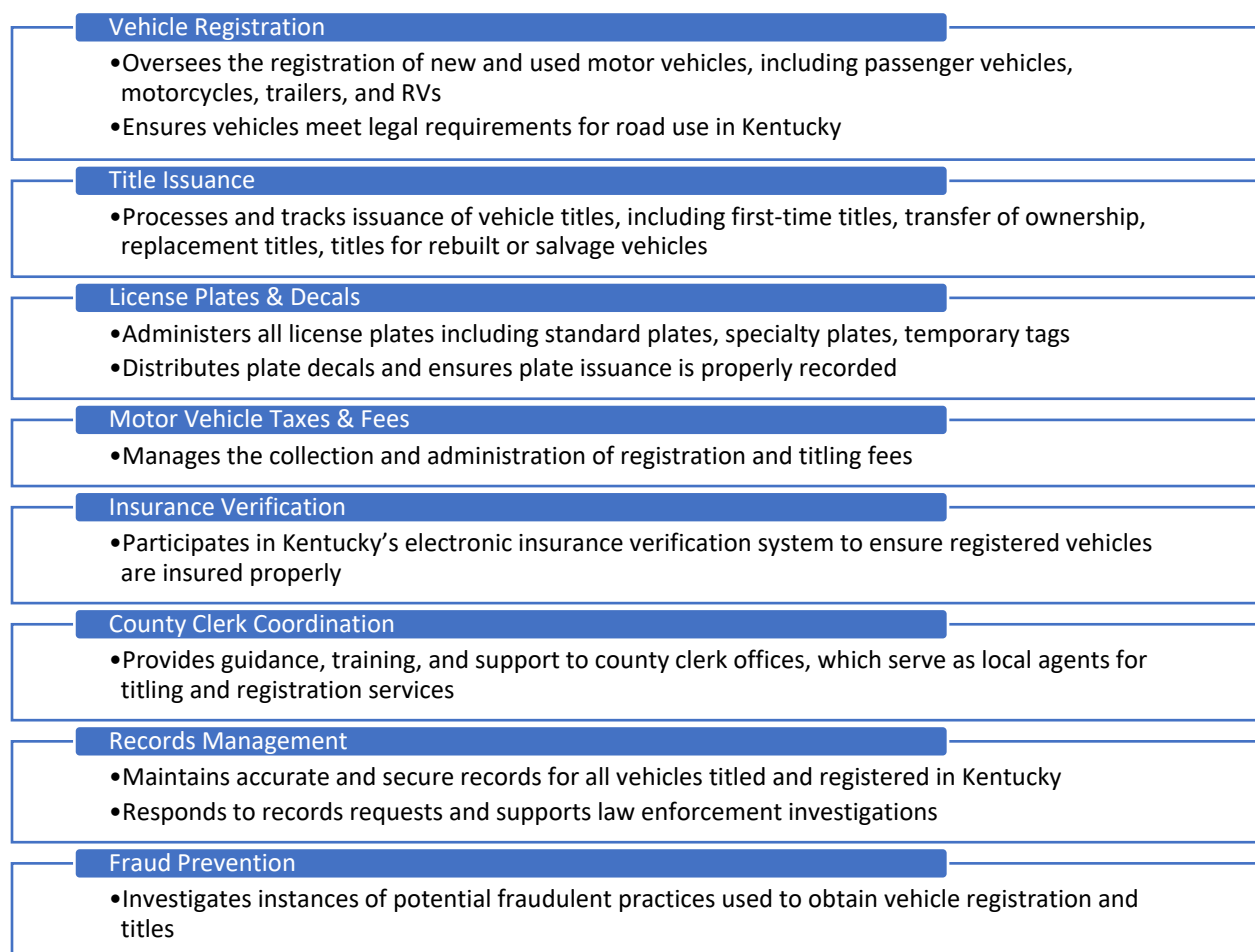 Vehicle Registration
•Oversees the registration of new and used motor vehicles, including passenger vehicles,
motorcycles, trailers, and RVs
•Ensures vehicles meet legal requirements for road use in Kentucky
Title Issuance
•Processes and tracks issuance of vehicle titles, including first-time titles, transfer of ownership,
replacement titles, titles for rebuilt or salvage vehicles
License Plates & Decals
•Administers all license plates including standard plates, specialty plates, temporary tags
•Distributes plate decals and ensures plate issuance is properly recorded
Motor Vehicle Taxes & Fees
•Manages the collection and administration of registration and titling fees
Insurance Verification
•Participates in Kentucky’s electronic insurance verification system to ensure registered vehicles
are insured properly
County Clerk Coordination
•Provides guidance, training, and support to county clerk offices, which serve as local agents for
titling and registration services
Records Management
•Maintains accurate and secure records for all vehicles titled and registered in Kentucky
•Responds to records requests and supports law enforcement investigations
Fraud Prevention
•Investigates instances of potential fraudulent practices used to obtain vehicle registration and
titles